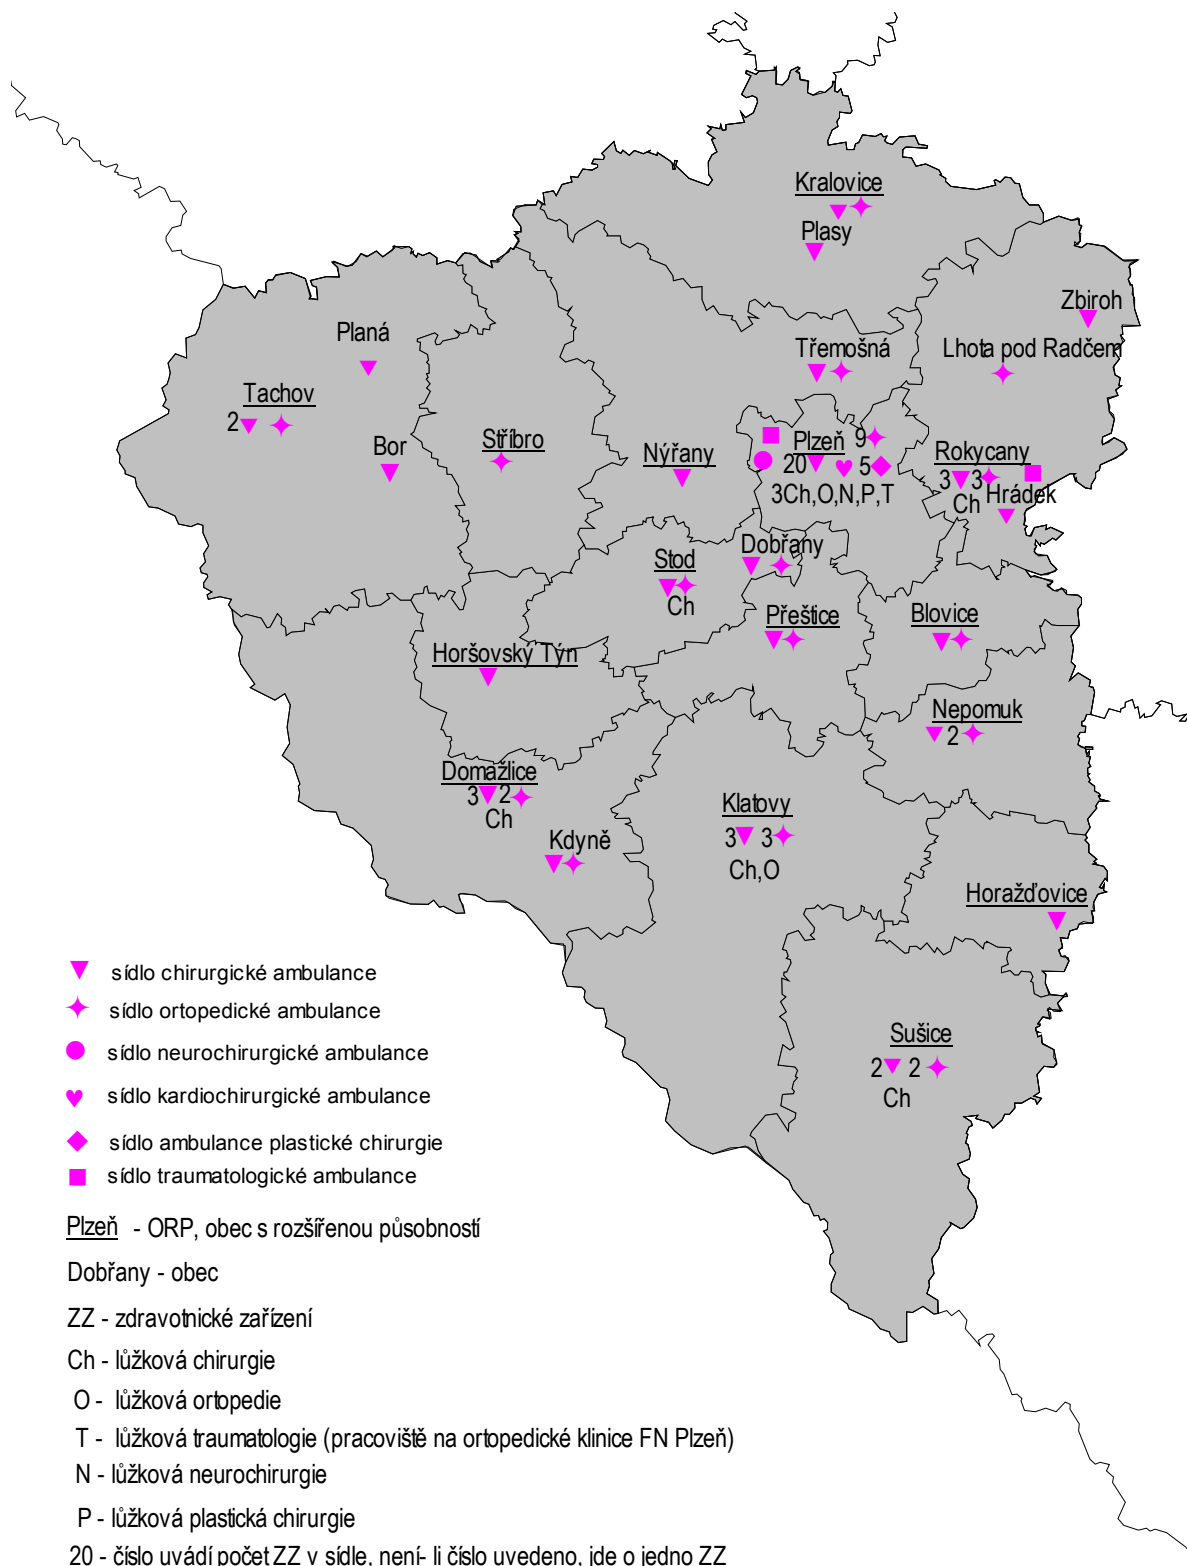 Kralovice
Plasy
Zbiroh
Planá
Třemošná
Lhota pod Radčem
Tachov
2
Bor
Stříbro
Nýřany
Plzeň 9
20 5
3Ch,O,N,P,T
Rokycany
3 3
Ch
Hrádek
Dobřany
Stod
Ch
Přeštice
Blovice
Horšovský Týn
Nepomuk
2
Domažlice
3 2
Ch
Klatovy
3 3
Ch,O
Kdyně
Horažďovice
Sušice
2 2
Ch
sídlo chirurgické ambulance
sídlo ortopedické ambulance
sídlo neurochirurgické ambulance
sídlo kardiochirurgické ambulance
sídlo ambulance plastické chirurgie
sídlo traumatologické ambulance
Plzeň - ORP, obec s rozšířenou působností
Dobřany - obec
ZZ - zdravotnické zařízení
Ch - lůžková chirurgie
O - lůžková ortopedie
T - lůžková traumatologie (pracoviště na ortopedické klinice FN Plzeň)
N - lůžková neurochirurgie
P - lůžková plastická chirurgie
20 - číslo uvádí počet ZZ v sídle, není- li číslo uvedeno, jde o jedno ZZ